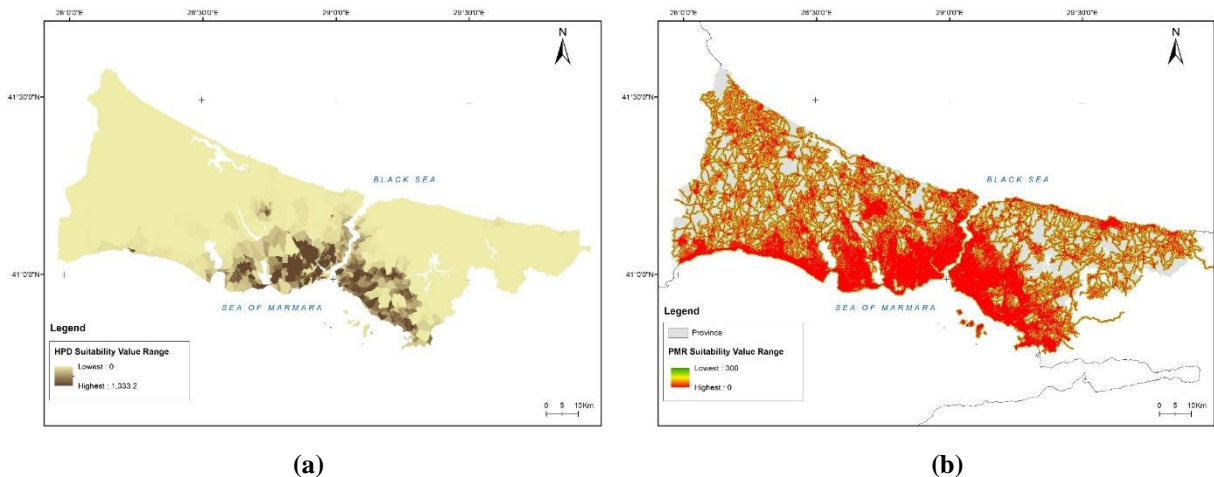 28°0'0"E 28°30'0"E 29°0'0"E 29°30'0"E
N
41°30'0"N
BLACK SEA
41°0'0"N
SEA OF MARMARA
Legend
HPD Suitability Value Range
Lowest : 0
Highest : 1,333.2
0 5 10Km
(a)
28°0'0"E 28°30'0"E 29°0'0"E 29°30'0"E
N
41°30'0"N
BLACK SEA
41°0'0"N
SEA OF MARMARA
Legend
Province
PMR Suitability Value Range
Lowest : 300
Highest : 0
0 5 10Km
(b)